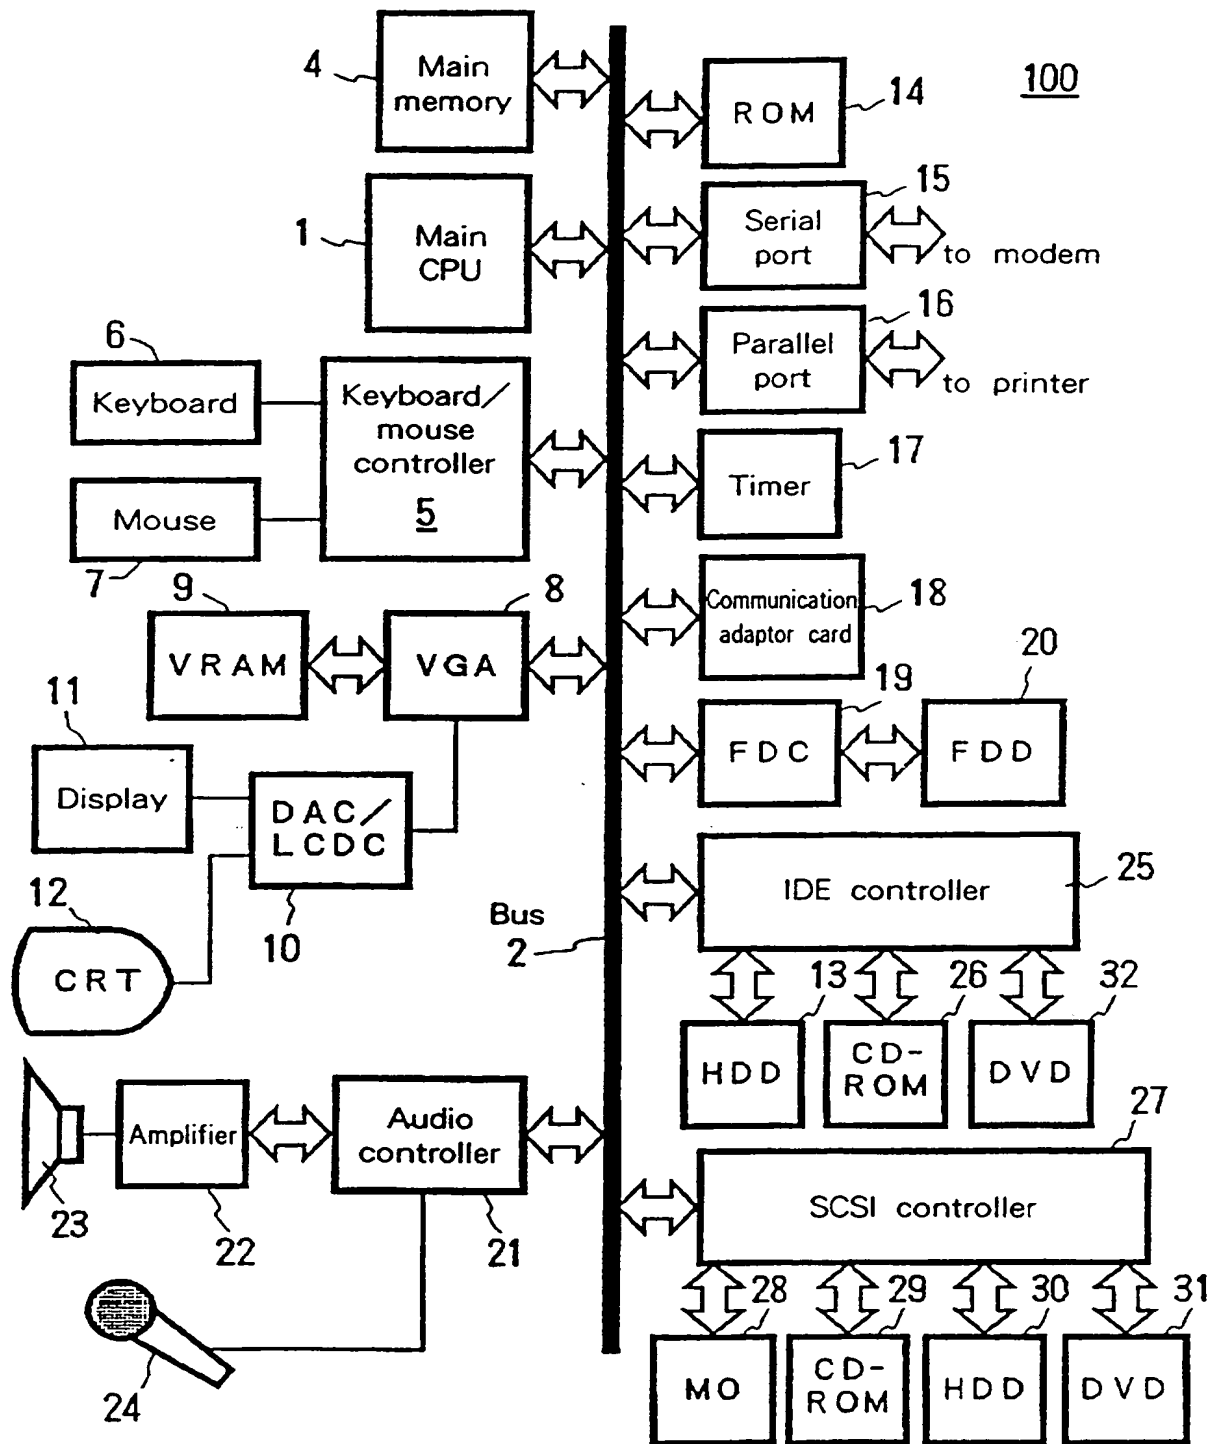 4
Main
memory
ROM
14
100
1
Main
CPU
15
Serial
port
to modem
16
Parallel
port
to printer
6
Keyboard
Keyboard/
mouse
controller
5
Mouse
7
17
Timer
18
Communication
adaptor card
9
VRAM
8
VGA
19
FDC
20
FDD
11
Display
DAC/
LCDC
10
12
CRT
Bus
2
IDE controller
25
13
HDD
26
CD-
ROM
32
DVD
23
Amplifier
22
Audio
controller
21
24
27
SCSI controller
28
MO
29
CD-
ROM
30
HDD
31
DVD